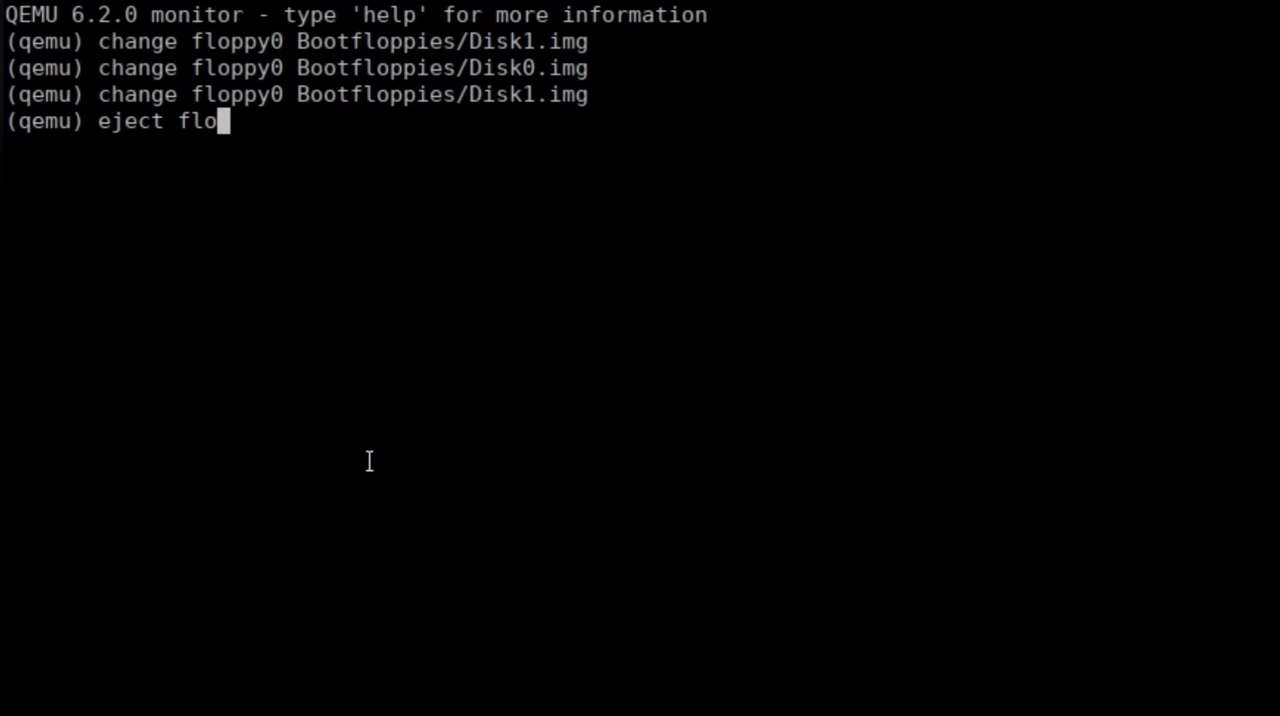 QEMU 6.2.0 monitor - type 'help' for more information
(qemu) change floppy0 Bootfloppies/Disk1.img
(qemu) change floppy0 Bootfloppies/Disk0.img
(qemu) change floppy0 Bootfloppies/Disk1.img
(qemu) eject flo